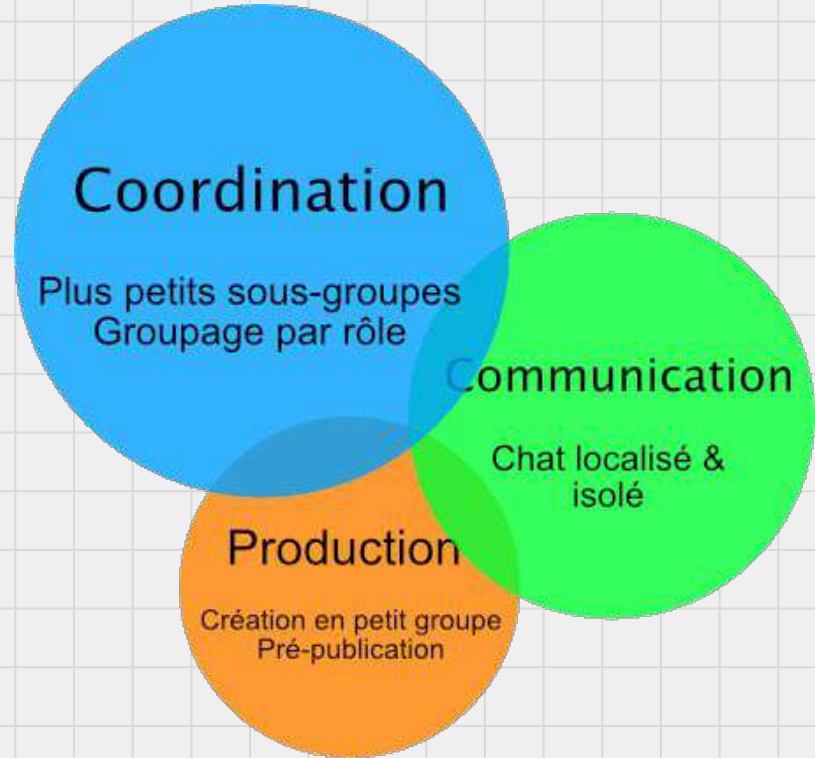 Coordination
Plus petits sous-groupes
Groupage par rôle
Communication
Chat localisé &
isolé
Production
Création en petit groupe
Pré-publication